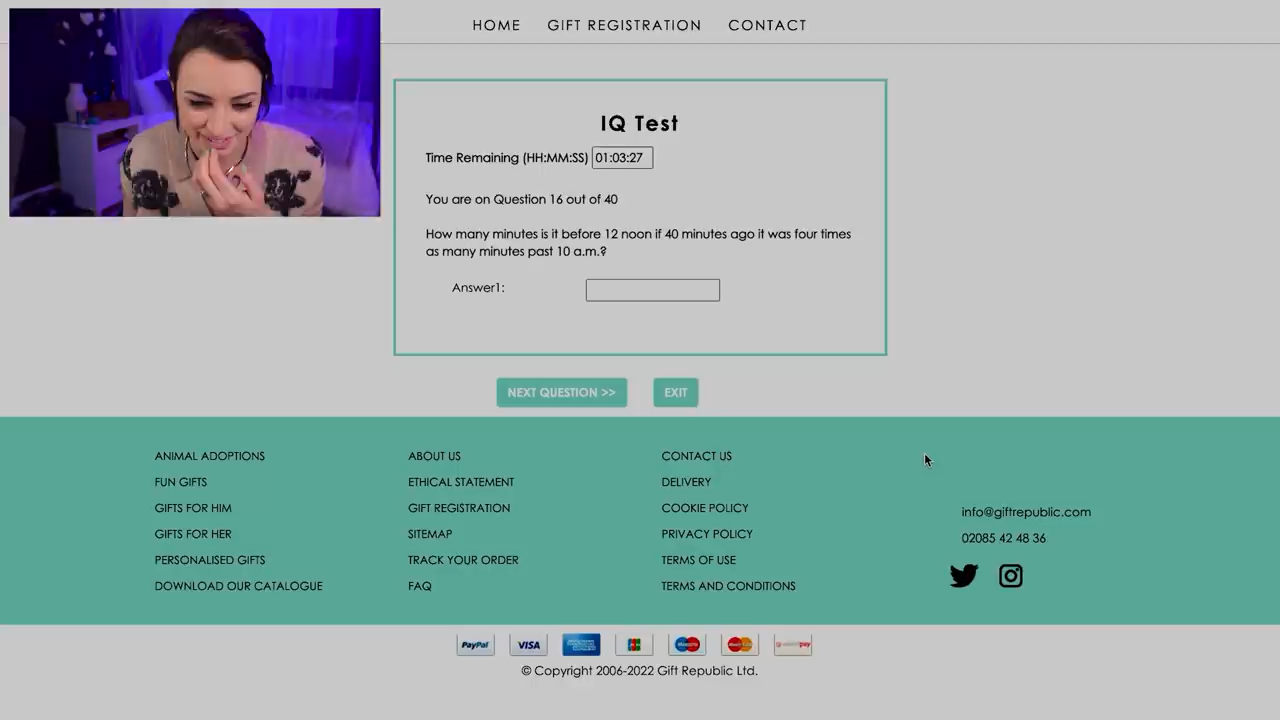 HOME GIFT REGISTRATION CONTACT
IQ Test
Time Remaining (HH:MM:SS) 01:03:27
You are on Question 16 out of 40
How many minutes is it before 12 noon if 40 minutes ago it was four times
as many minutes past 10 a.m.?
Answer1:
NEXT QUESTION >> EXIT
ANIMAL ADOPTIONS
FUN GIFTS
GIFTS FOR HIM
GIFTS FOR HER
PERSONALISED GIFTS
DOWNLOAD OUR CATALOGUE
ABOUT US
ETHICAL STATEMENT
GIFT REGISTRATION
SITEMAP
TRACK YOUR ORDER
FAQ
CONTACT US
DELIVERY
COOKIE POLICY
PRIVACY POLICY
TERMS OF USE
TERMS AND CONDITIONS
info@giftrepublic.com
02085 42 48 36
PayPal VISA
© Copyright 2006-2022 Gift Republic Ltd.